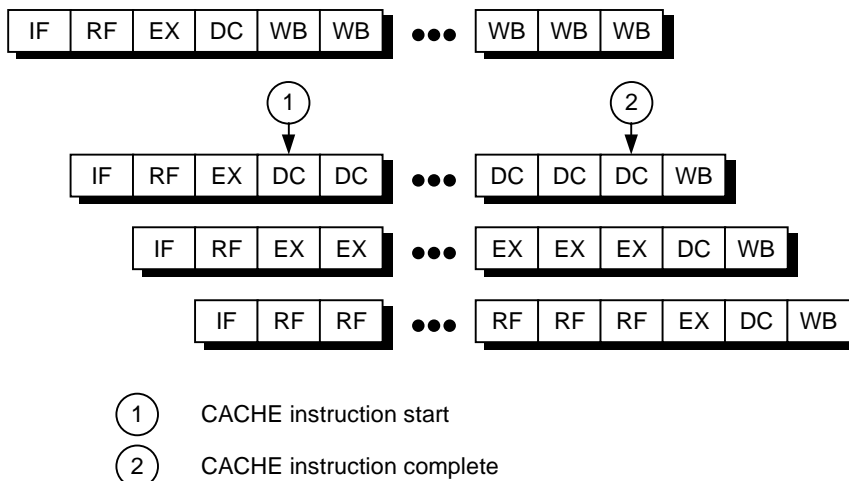 IF RF EX DC WB WB ●●● WB WB WB
1 2
IF RF EX DC DC ●●● DC DC DC WB
IF RF EX EX ●●● EX EX EX DC WB
IF RF RF ●●● RF RF RF EX DC WB
1 CACHE instruction start
2 CACHE instruction complete